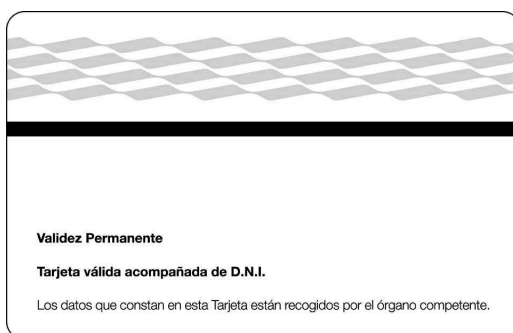 Validez Permanente
Tarjeta válida acompañada de D.N.I.
Los datos que constan en esta Tarjeta están recogidos por el órgano competente.